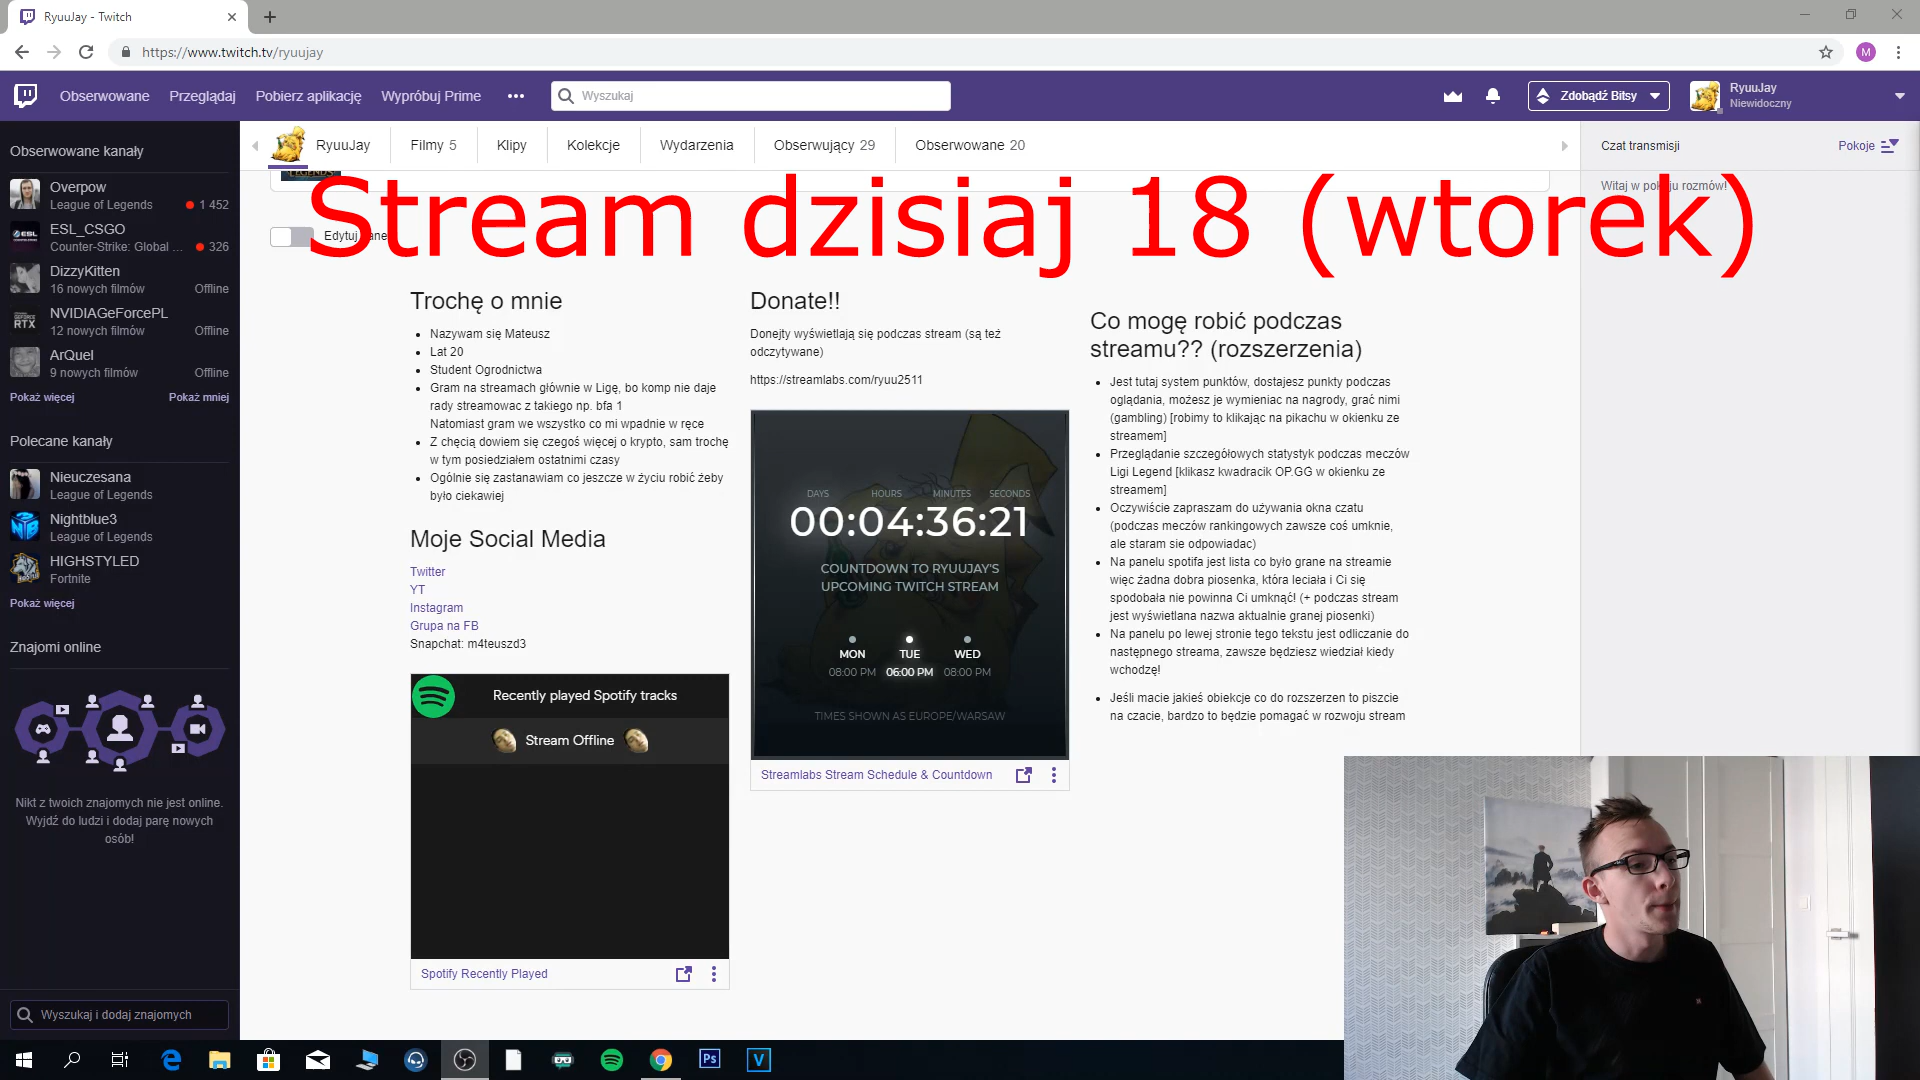 RyuuJay - Twitch
https://www.twitch.tv/ryuujay
M
Obserwowane
Przeglądaj
Pobierz aplikację
Wypróbuj Prime
Wyszukaj
Zdobądź Bitsy
RyuuJay
Niewidoczny
Obserwowane kanały
Overpow
League of Legends
1 452
ESL_CSGO
Counter-Strike: Global ...
326
DizzyKitten
16 nowych filmów
Offline
NVIDIAGeForcePL
12 nowych filmów
Offline
ArQuel
9 nowych filmów
Offline
Pokaż więcej
Pokaż mniej
Polecane kanały
Nieuczesana
League of Legends
Nightblue3
League of Legends
HIGHSTYLED
Fortnite
Pokaż więcej
Znajomi online
Nikt z twoich znajomych nie jest online.
Wyjdź do ludzi i dodaj parę nowych
osób!
Wyszukaj i dodaj znajomych
RyuuJay
Filmy 5
Klipy
Kolekcje
Wydarzenia
Obserwujący 29
Obserwowane 20
Stream dzisiaj 18 (wtorek)
Edytuj
Trochę o mnie
Nazywam się Mateusz
Lat 20
Student Ogrodnictwa
Gram na streamach głównie w Ligę, bo komp nie daje
rady streamowac z takiego np. bfa 1
Natomiast gram we wszystko co mi wpadnie w ręce
Z chęcią dowiem się czegoś więcej o krypto, sam trochę
w tym posiedziałem ostatnimi czasy
Ogólnie się zastanawiam co jeszcze w życiu robić żeby
było ciekawiej
Moje Social Media
Twitter
YT
Instagram
Grupa na FB
Snapchat: m4teuszd3
Recently played Spotify tracks
Stream Offline
Spotify Recently Played
Donate!!
Donejty wyświetlają się podczas stream (są też
odczytywane)
https://streamlabs.com/ryuu2511
DAYS HOURS MINUTES SECONDS
00:04:36:21
COUNTDOWN TO RYUUJAY'S
UPCOMING TWITCH STREAM
MON TUE WED
08:00 PM 06:00 PM 08:00 PM
TIMES SHOWN AS EUROPE/WARSAW
Streamlabs Stream Schedule & Countdown
Co mogę robić podczas
streamu?? (rozszerzenia)
Jest tutaj system punktów, dostajesz punkty podczas
oglądania, możesz je wymieniac na nagrody, grać nimi
(gambling) [robimy to klikając na pikachu w okienku ze
streamem]
Przeglądanie szczegółowych statystyk podczas meczów
Ligi Legend [klikasz kwadracik OP.GG w okienku ze
streamem]
Oczywiście zapraszam do używania okna czatu
(podczas meczów rankingowych zawsze coś umknie,
ale staram sie odpowiadac)
Na panelu spotifa jest lista co było grane na streamie
więc żadna dobra piosenka, która leciała i Ci się
spodobała nie powinna Ci umknąć! (+ podczas stream
jest wyświetlana nazwa aktualnie granej piosenki)
Na panelu po lewej stronie tego tekstu jest odliczanie do
następnego streama, zawsze będziesz wiedział kiedy
wchodzę!
Jeśli macie jakieś obiekcje co do rozszerzen to piszcie
na czacie, bardzo to będzie pomagać w rozwoju stream
Czat transmisji
Pokoje
Witaj w pokoju rozmów!
ESL
GEFORCE
RTX
Ps
V